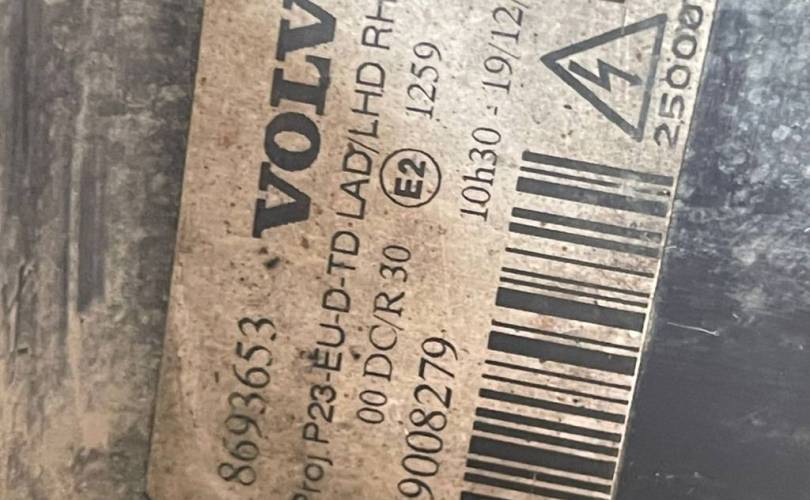 8693653 VOLV
Proj.P23-EU-D-TD LAD/LHD RH
00 DC/R 30 E2 1259
9008279
10h30 - 19/12/
25000